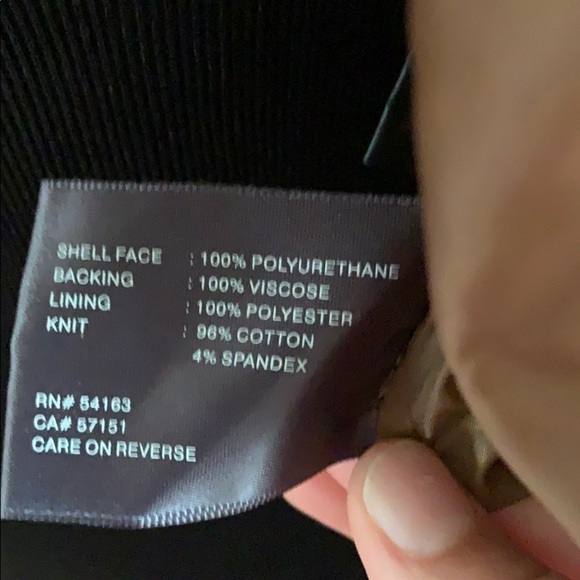 SHELL FACE : 100% POLYURETHANE
BACKING : 100% VISCOSE
LINING : 100% POLYESTER
KNIT : 96% COTTON
4% SPANDEX
RN# 54163
CA# 57151
CARE ON REVERSE